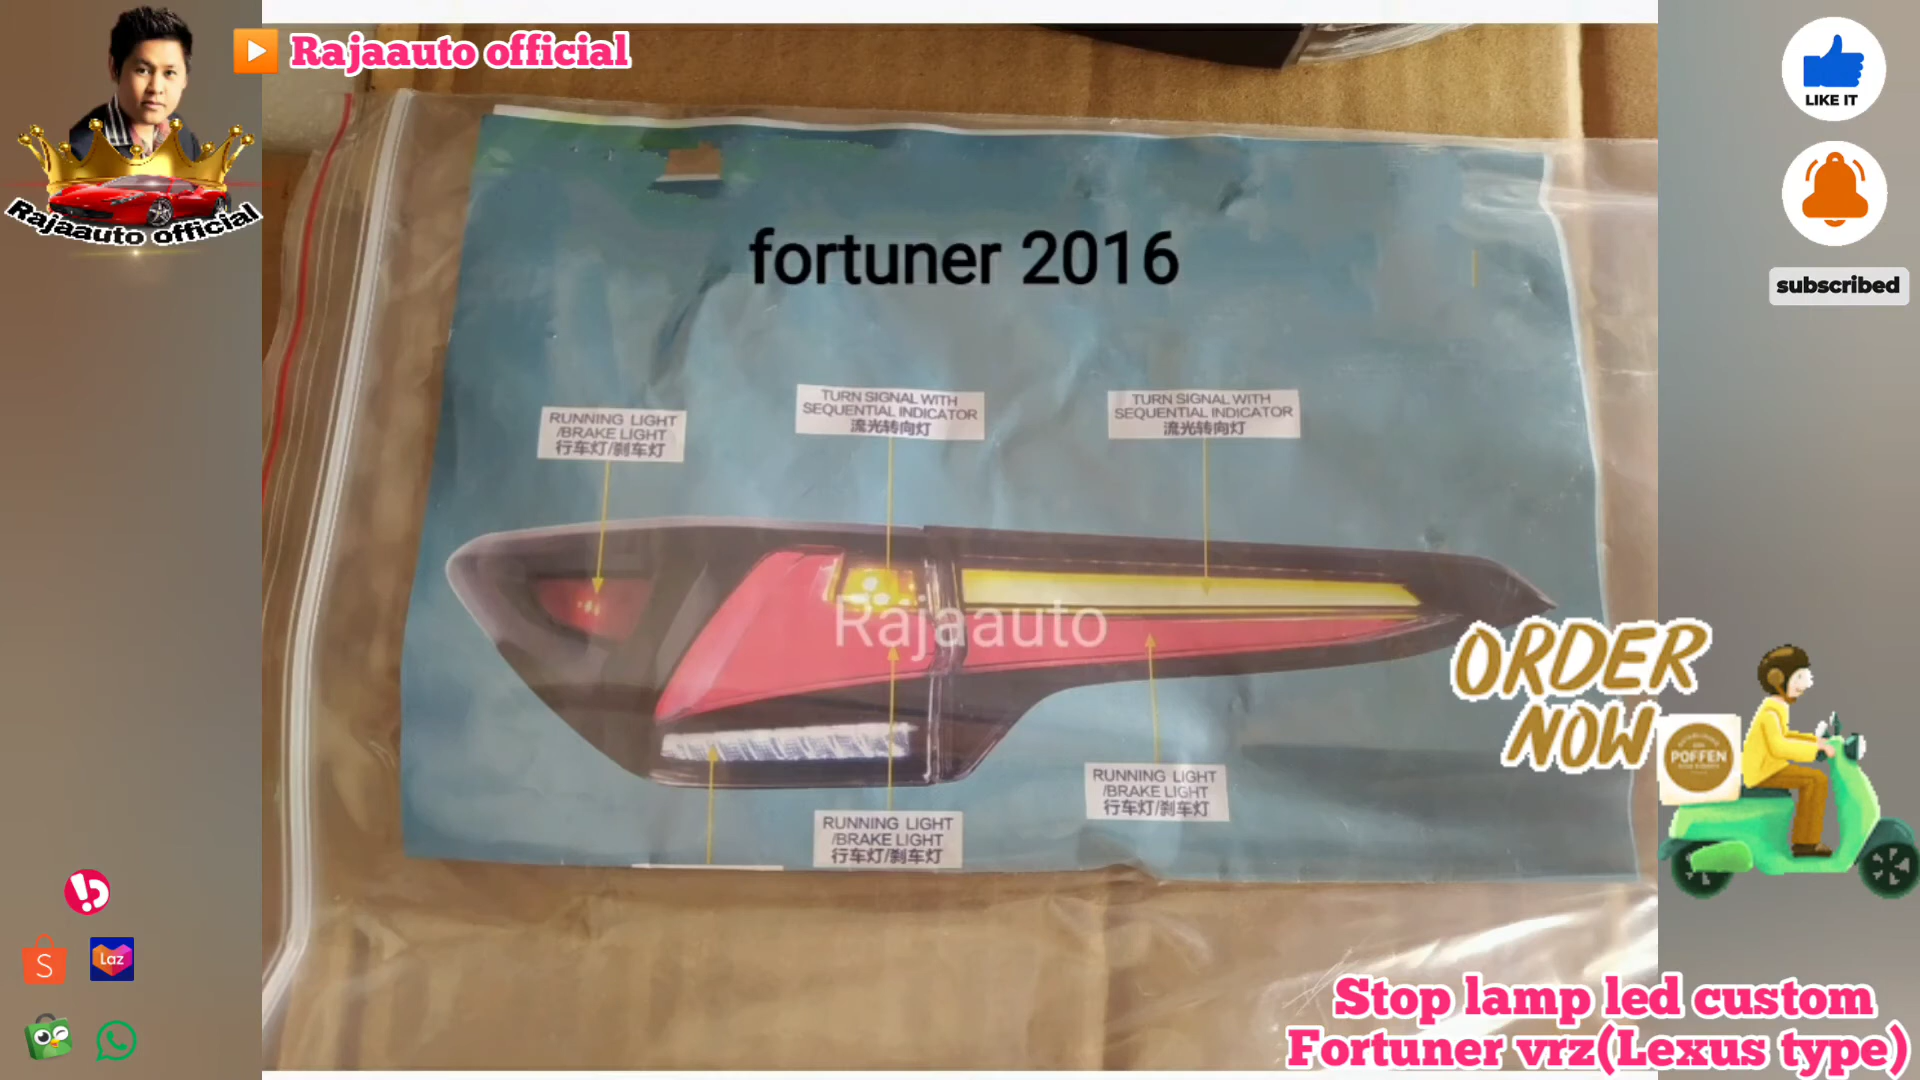 Rajaauto official
LIKE IT
Rajaauto official
subscribed
fortuner 2016
RUNNING LIGHT
/BRAKE LIGHT
行车灯/刹车灯
TURN SIGNAL WITH
SEQUENTIAL INDICATOR
流光转向灯
TURN SIGNAL WITH
SEQUENTIAL INDICATOR
流光转向灯
Rajaauto
ORDER
NOW
POFFEN
RUNNING LIGHT
/BRAKE LIGHT
行车灯/刹车灯
RUNNING LIGHT
/BRAKE LIGHT
行车灯/刹车灯
S
Laz
Stop lamp led custom
Fortuner vrz(Lexus type)